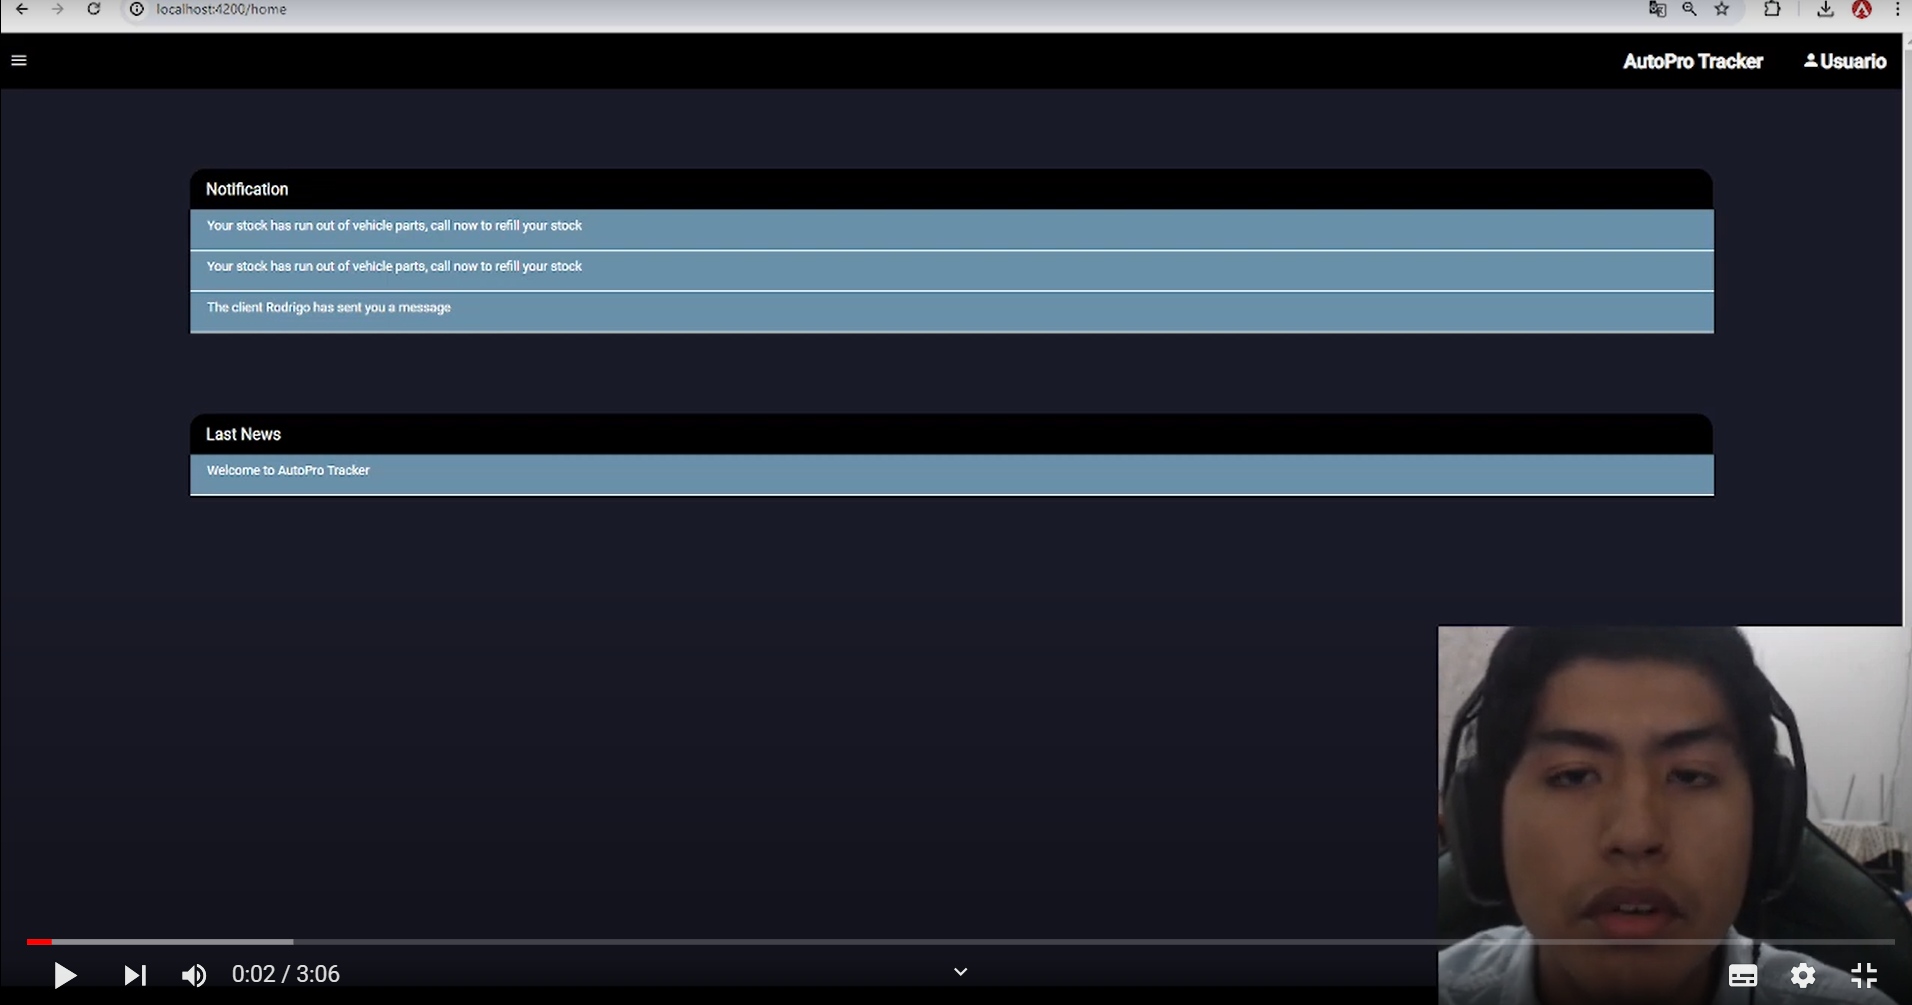 localhost:4200/home
AutoPro Tracker
Usuario
Notification
Your stock has run out of vehicle parts, call now to refill your stock
Your stock has run out of vehicle parts, call now to refill your stock
The client Rodrigo has sent you a message
Last News
Welcome to AutoPro Tracker
0:02 / 3:06